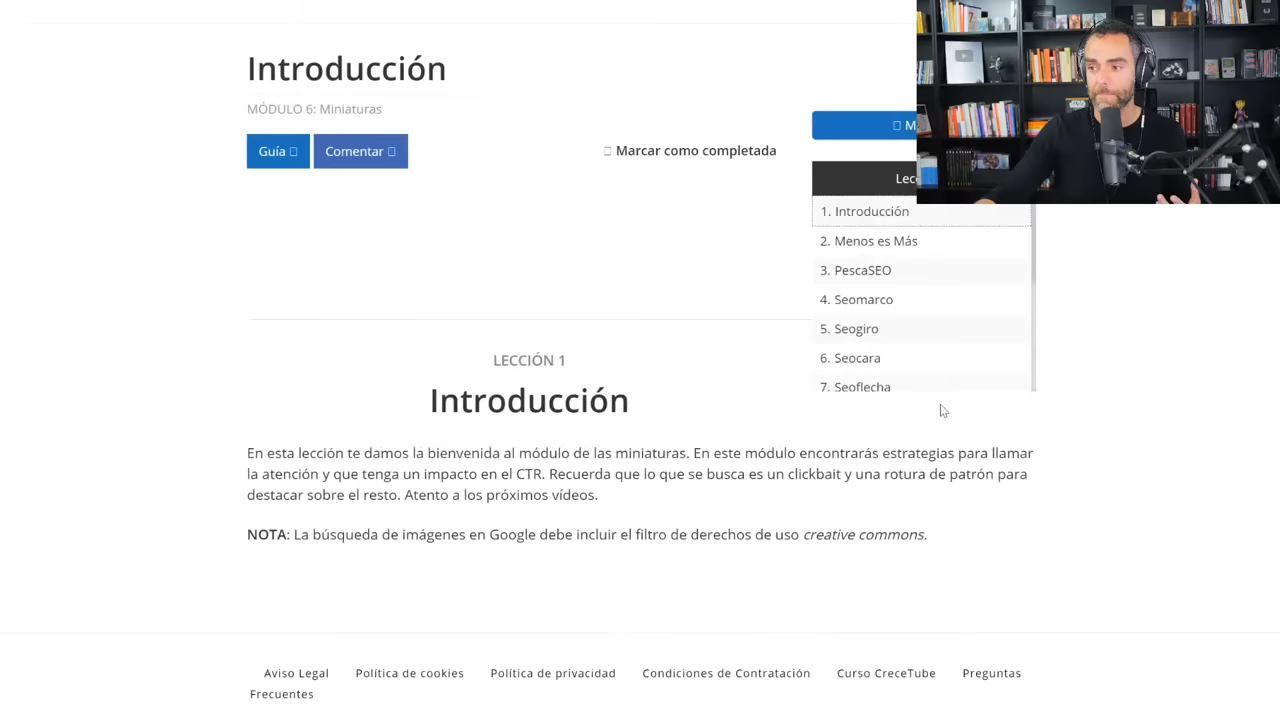 Introducción
MÓDULO 6: Miniaturas
Guía
Comentar
Marcar como completada
1. Introducción
2. Menos es Más
3. PescaSEO
4. Seomarco
5. Seogiro
6. Seocara
7. Seoflecha
LECCIÓN 1
Introducción
En esta lección te damos la bienvenida al módulo de las miniaturas. En este módulo encontrarás estrategias para llamar
la atención y que tenga un impacto en el CTR. Recuerda que lo que se busca es un clickbait y una rotura de patrón para
destacar sobre el resto. Atento a los próximos vídeos.
NOTA: La búsqueda de imágenes en Google debe incluir el filtro de derechos de uso creative commons.
Aviso Legal Política de cookies Política de privacidad Condiciones de Contratación Curso CreceTube Preguntas
Frecuentes